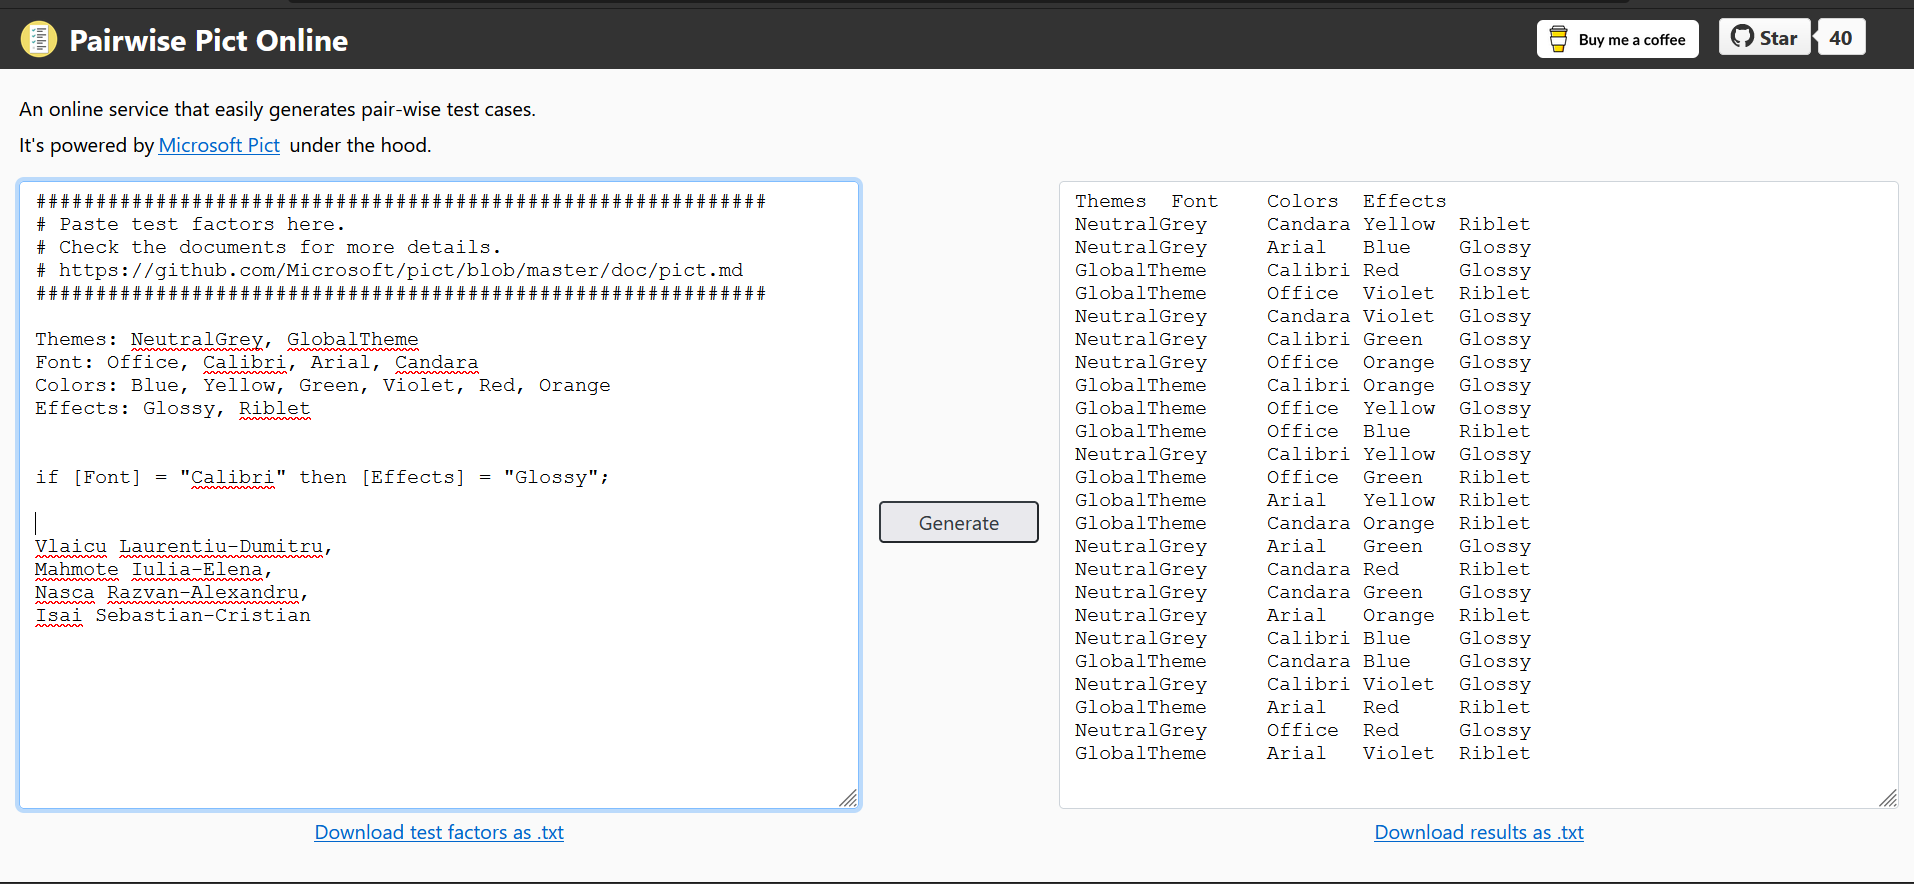 Pairwise Pict Online
Buy me a coffee
Star
40
An online service that easily generates pair-wise test cases.
It's powered by Microsoft Pict under the hood.
#############################################################
# Paste test factors here.
# Check the documents for more details.
# https://github.com/Microsoft/pict/blob/master/doc/pict.md
#############################################################
Themes: NeutralGrey, GlobalTheme
Font: Office, Calibri, Arial, Candara
Colors: Blue, Yellow, Green, Violet, Red, Orange
Effects: Glossy, Riblet
if [Font] = "Calibri" then [Effects] = "Glossy";
Vlaicu Laurentiu-Dumitru,
Mahmote Iulia-Elena,
Nasca Razvan-Alexandru,
Isai Sebastian-Cristian
Download test factors as .txt
Generate
Themes Font Colors Effects
NeutralGrey Candara Yellow Riblet
NeutralGrey Arial Blue Glossy
GlobalTheme Calibri Red Glossy
GlobalTheme Office Violet Riblet
NeutralGrey Candara Violet Glossy
NeutralGrey Calibri Green Glossy
NeutralGrey Office Orange Glossy
GlobalTheme Calibri Orange Glossy
GlobalTheme Office Yellow Glossy
GlobalTheme Office Blue Riblet
NeutralGrey Calibri Yellow Glossy
GlobalTheme Office Green Riblet
GlobalTheme Arial Yellow Riblet
GlobalTheme Candara Orange Riblet
NeutralGrey Arial Green Glossy
NeutralGrey Candara Red Riblet
NeutralGrey Candara Green Glossy
NeutralGrey Arial Orange Riblet
NeutralGrey Calibri Blue Glossy
GlobalTheme Candara Blue Glossy
NeutralGrey Calibri Violet Glossy
GlobalTheme Arial Red Riblet
NeutralGrey Office Red Glossy
GlobalTheme Arial Violet Riblet
Download results as .txt